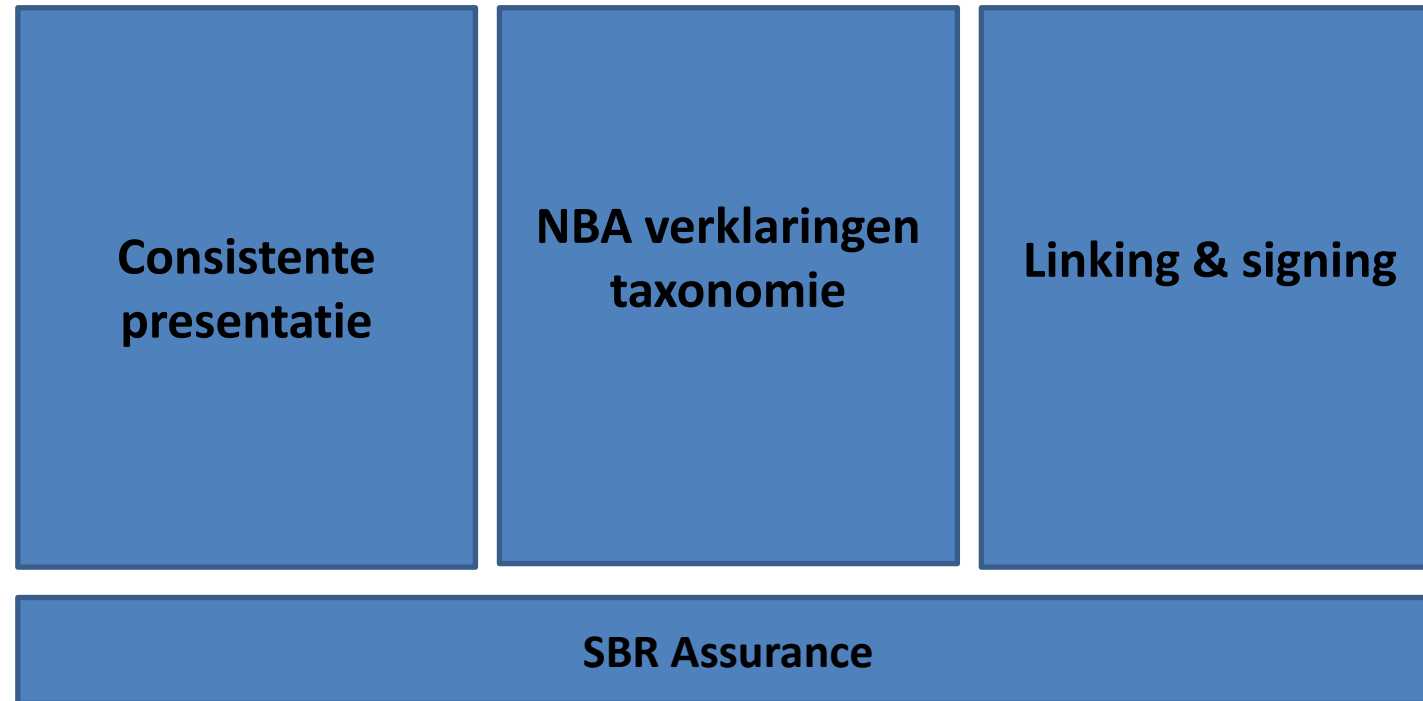 Consistente
presentatie
NBA verklaringen
taxonomie
Linking & signing
SBR Assurance